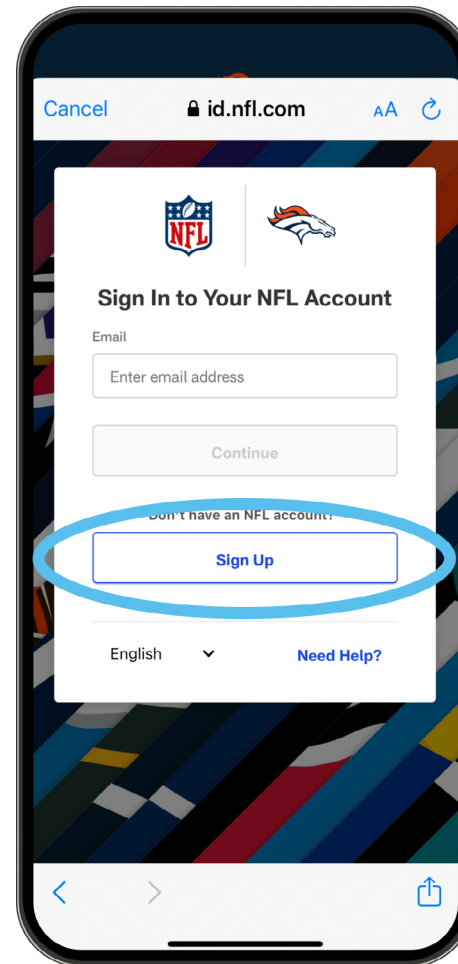 Cancel id.nfl.com AA
NFL
Sign In to Your NFL Account
Email
Enter email address
Continue
Don't have an NFL account?
Sign Up
English Need Help?